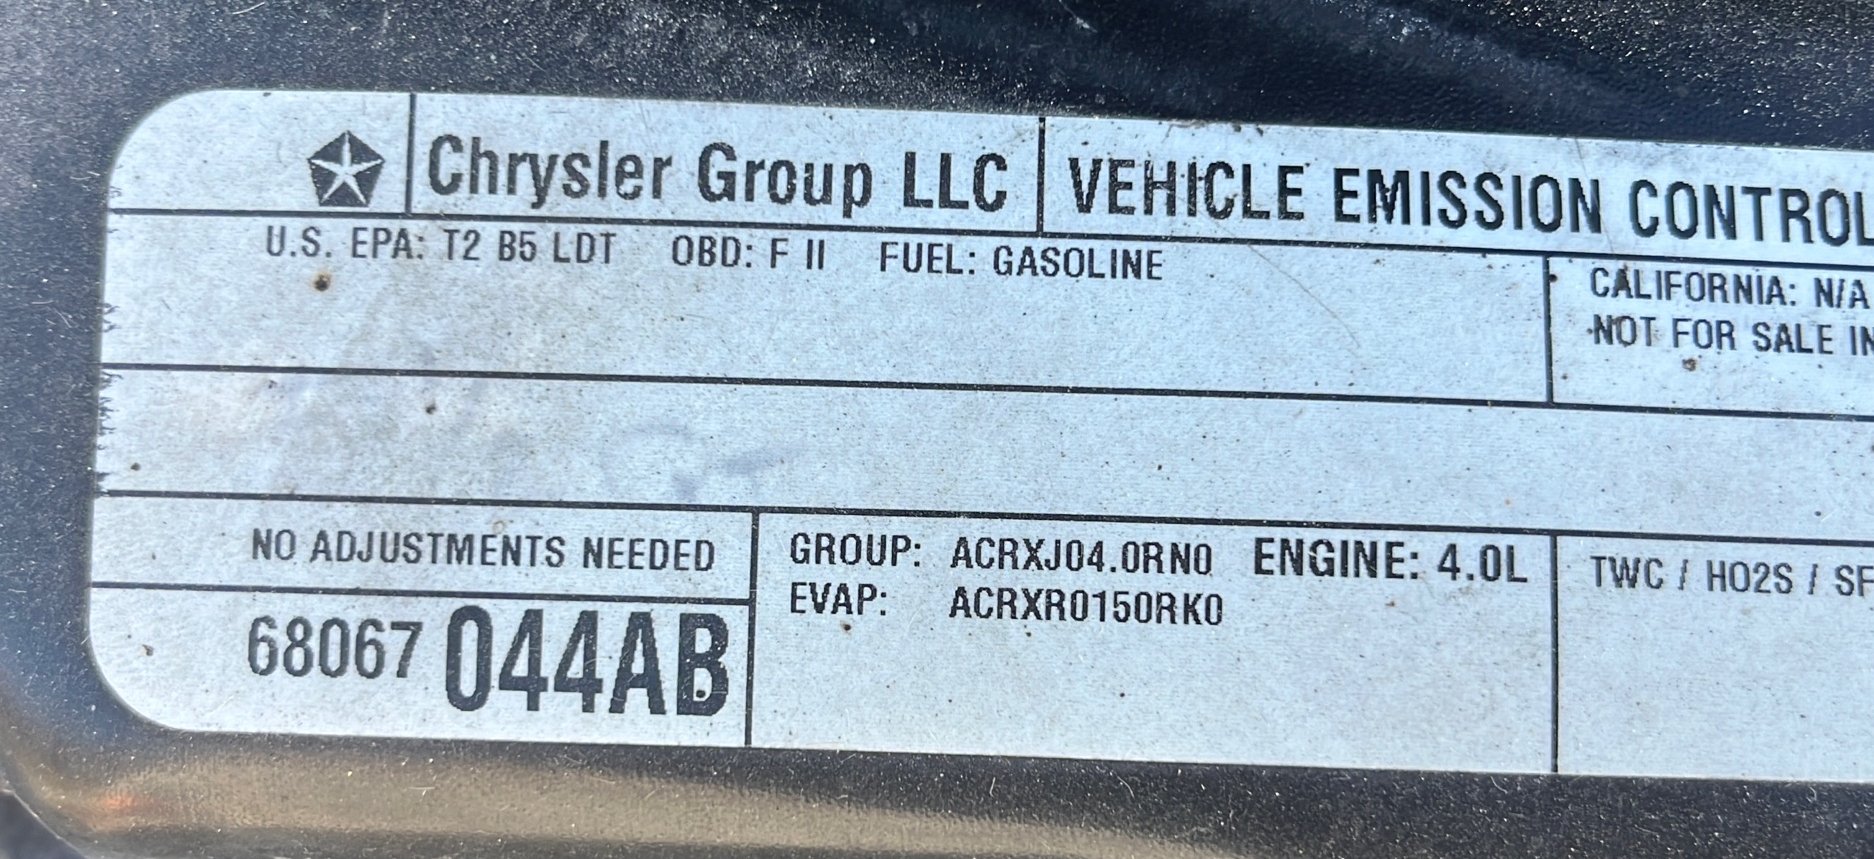 Chrysler Group LLC VEHICLE EMISSION CONTROL
U.S. EPA: T2 B5 LDT OBD: F II FUEL: GASOLINE
CALIFORNIA: N/A
NOT FOR SALE IN
NO ADJUSTMENTS NEEDED
68067 044AB
GROUP: ACRXJ04.0RN0 ENGINE: 4.0L
EVAP: ACRXR0150RK0
TWC / HO2S / SF